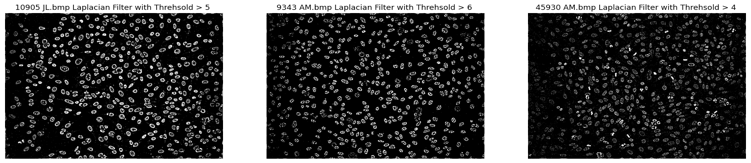 10905 JL.bmp Laplacian Filter with Threhsold > 5
9343 AM.bmp Laplacian Filter with Threhsold > 6
45930 AM.bmp Laplacian Filter with Threhsold > 4